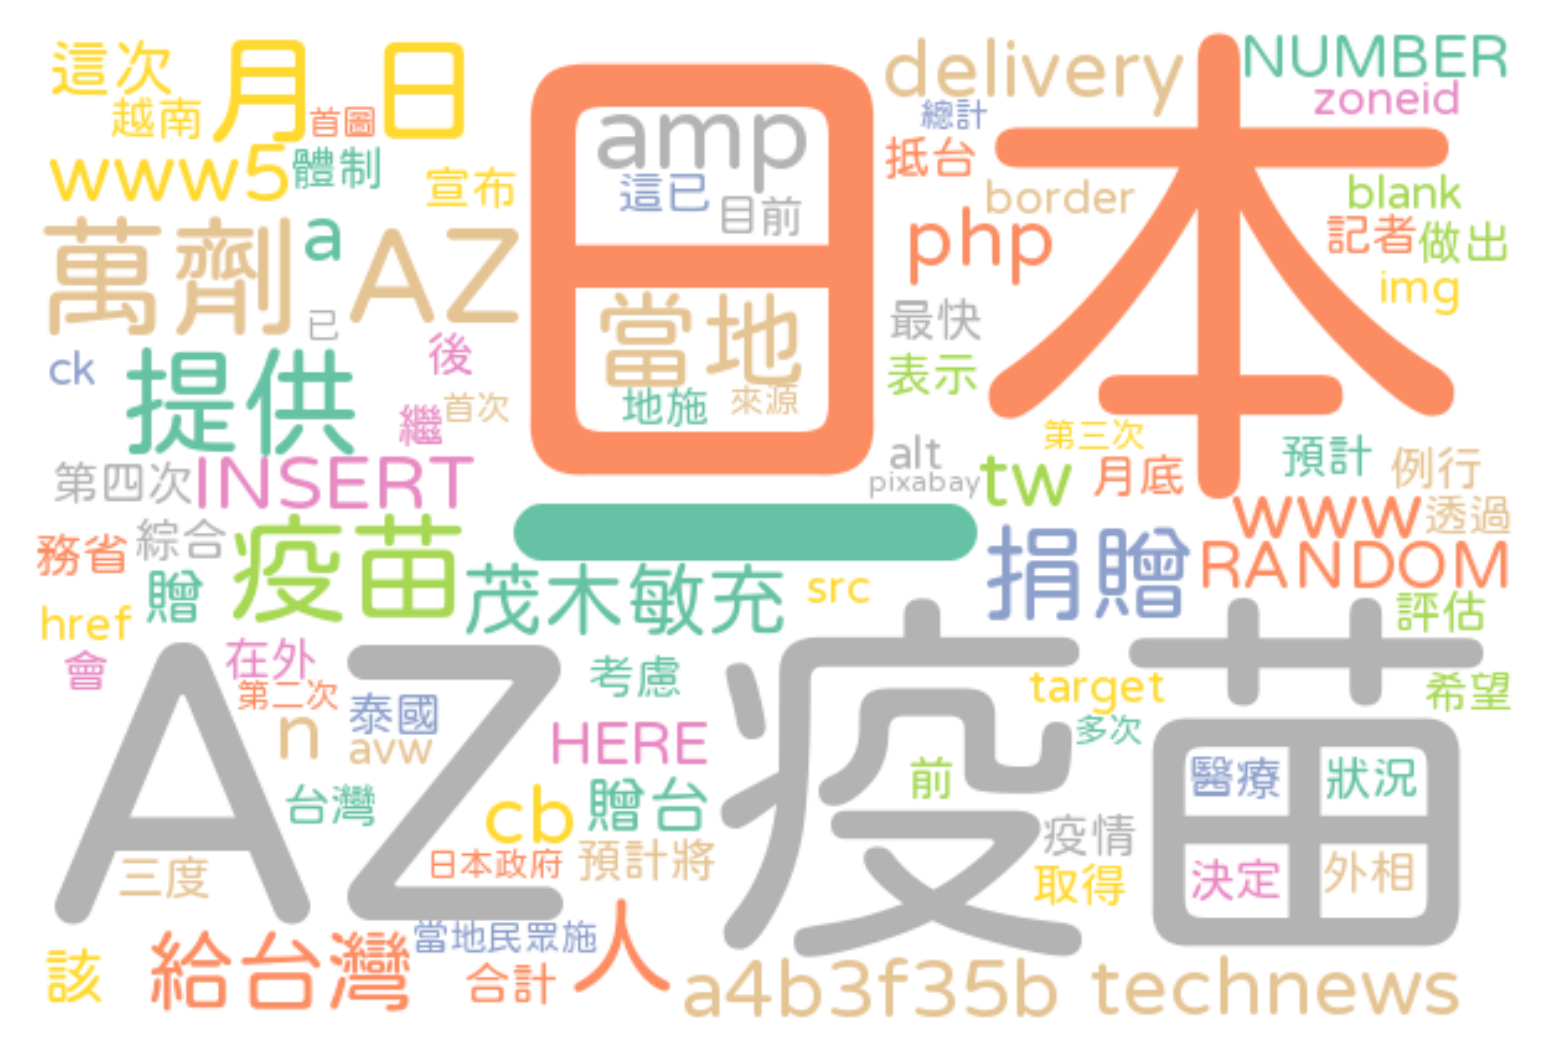 這次
月
日
delivery
NUMBER
越南
首圖
總計
zoneid
日本
amp
www5
體制
宣布
這已
目前
抵台
border
blank
萬劑
a
AZ
php
記者
做出
已
當地
最快
img
ck
提供
後
表示
繼
首次
地施
來源
第三次
第四次
INSERT
alt
pixabay
tw
月底
預計
例行
一
www
透過
務省
綜合
疫苗
茂木敏充
src
捐贈
RANDOM
贈
href
評估
會
在外
AZ疫苗
考慮
target
希望
第二次
n
泰國
avw
HERE
多次
台灣
cb
贈台
前
醫療
狀況
三度
日本政府
預計將
疫情
取得
決定
外相
該
給台灣
當地民眾施
合計
人
a4b3f35b
technews